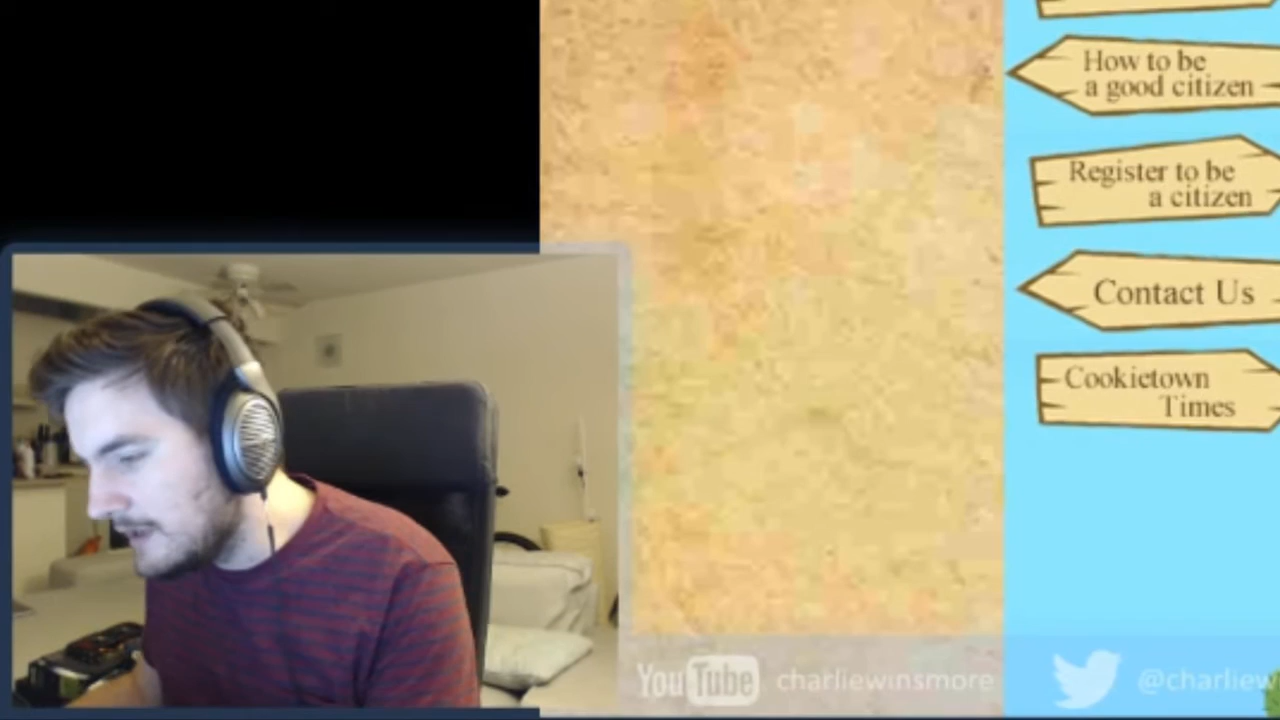 How to be
a good citizen
Register to be
a citizen
Contact Us
Cookietown
Times
YouTube charliewinsmore
@charliew